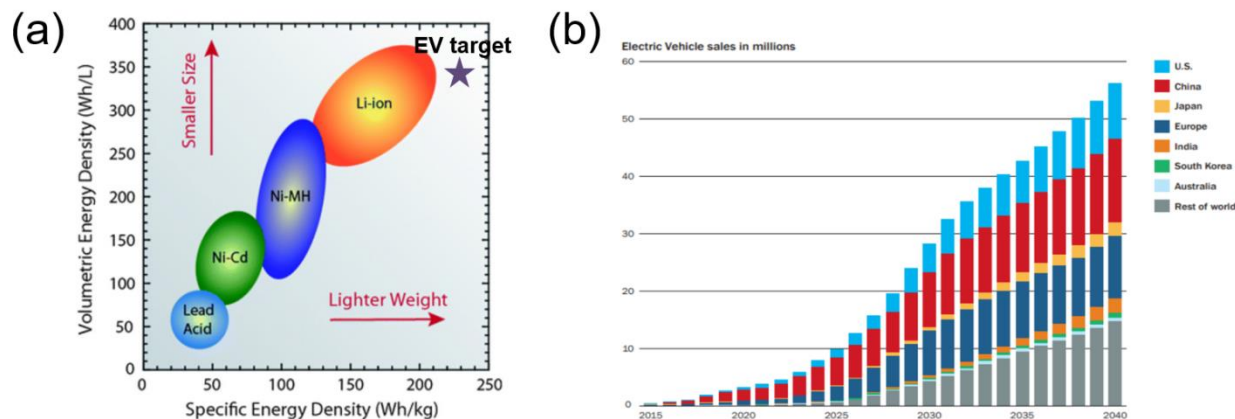 (a)
400
350
300
250
200
150
100
50
0
Volumetric Energy Density (Wh/L)
Smaller Size
EV target
Li-ion
Ni-MH
Ni-Cd
Lead
Acid
Lighter Weight
0 50 100 150 200 250
Specific Energy Density (Wh/kg)
(b)
Electric Vehicle sales in millions
60
50
40
30
20
10
0
2015 2020 2025 2030 2035 2040
U.S.
China
Japan
Europe
India
South Korea
Australia
Rest of world